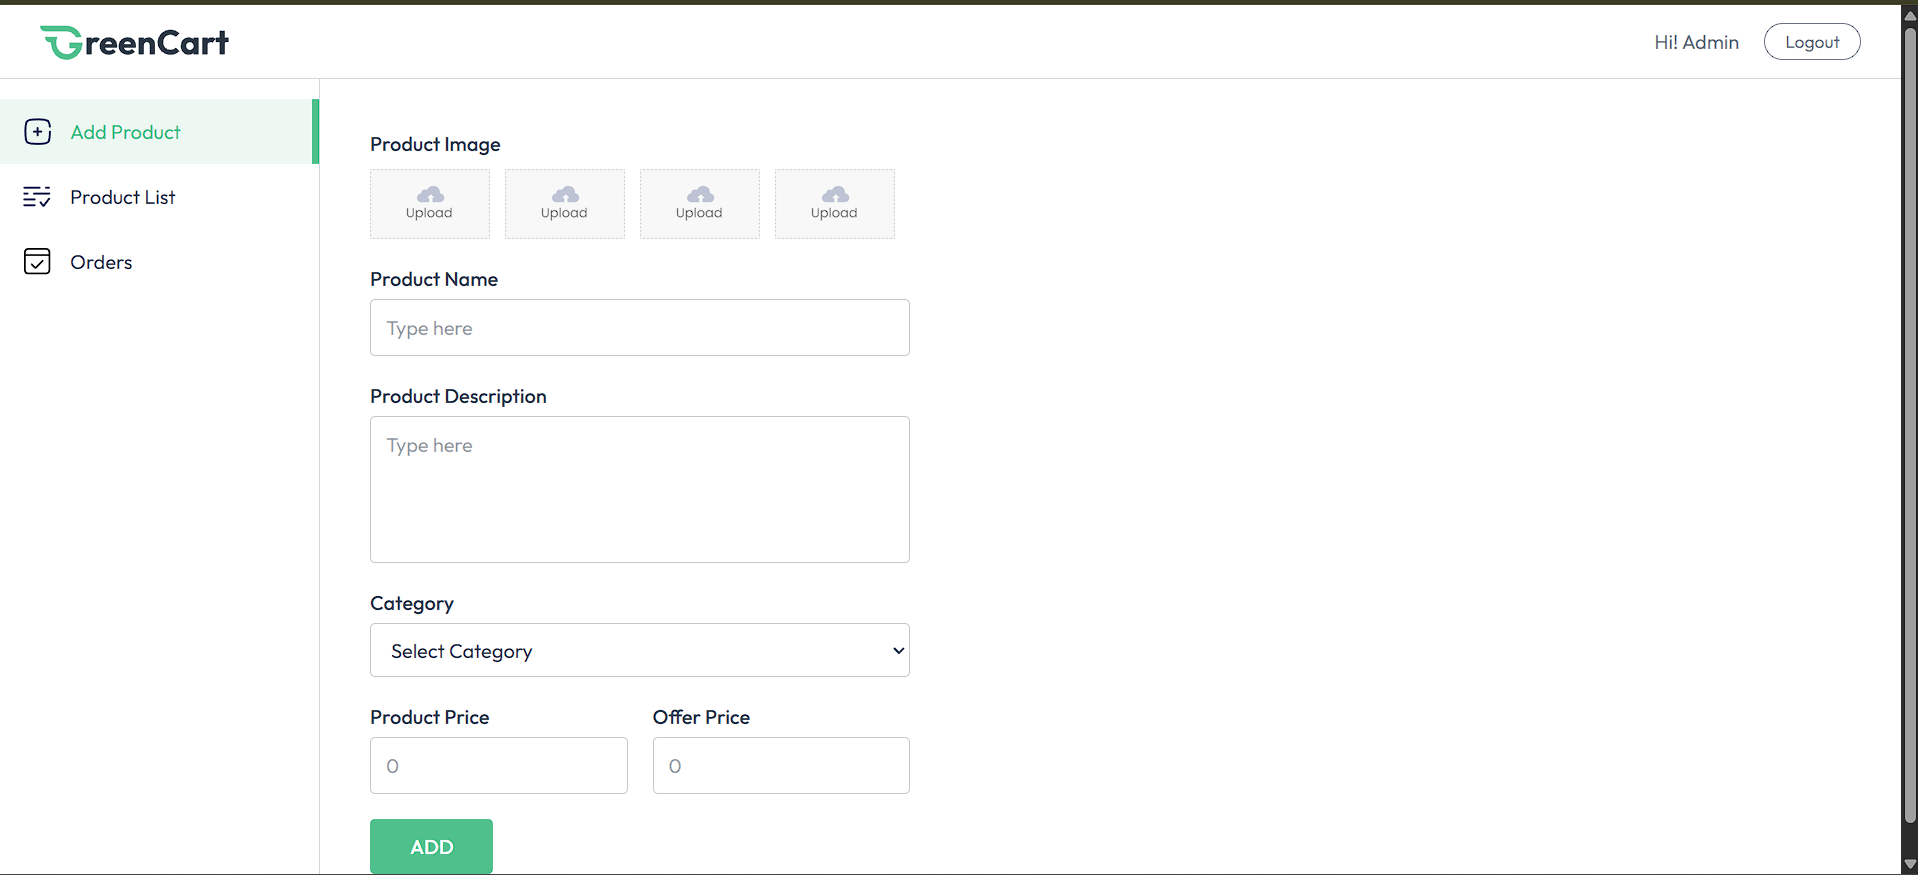 GreenCart
Hi! Admin
Logout
Add Product
Product List
Orders
Product Image
Upload Upload Upload Upload
Product Name
Type here
Product Description
Type here
Category
Select Category
Product Price Offer Price
0 0
ADD